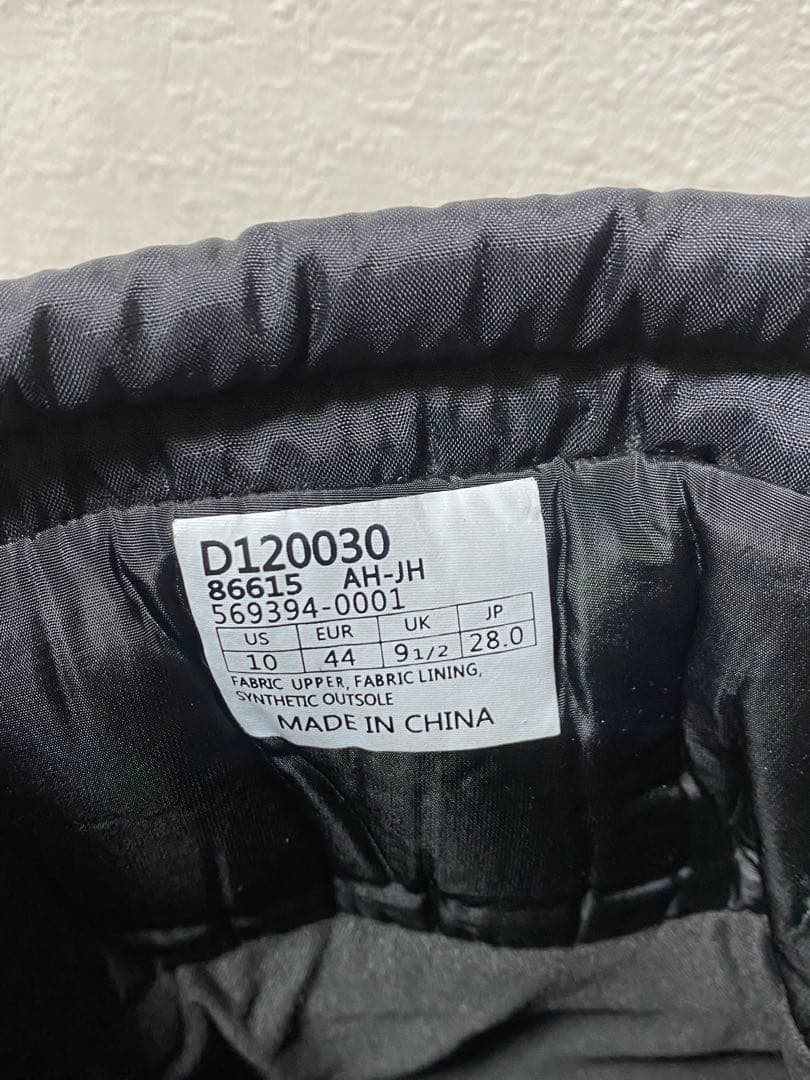 D120030
86615 AH-JH
569394-0001
US EUR UK JP
10 44 9 1/2 28.0
FABRIC UPPER, FABRIC LINING,
SYNTHETIC OUTSOLE
MADE IN CHINA